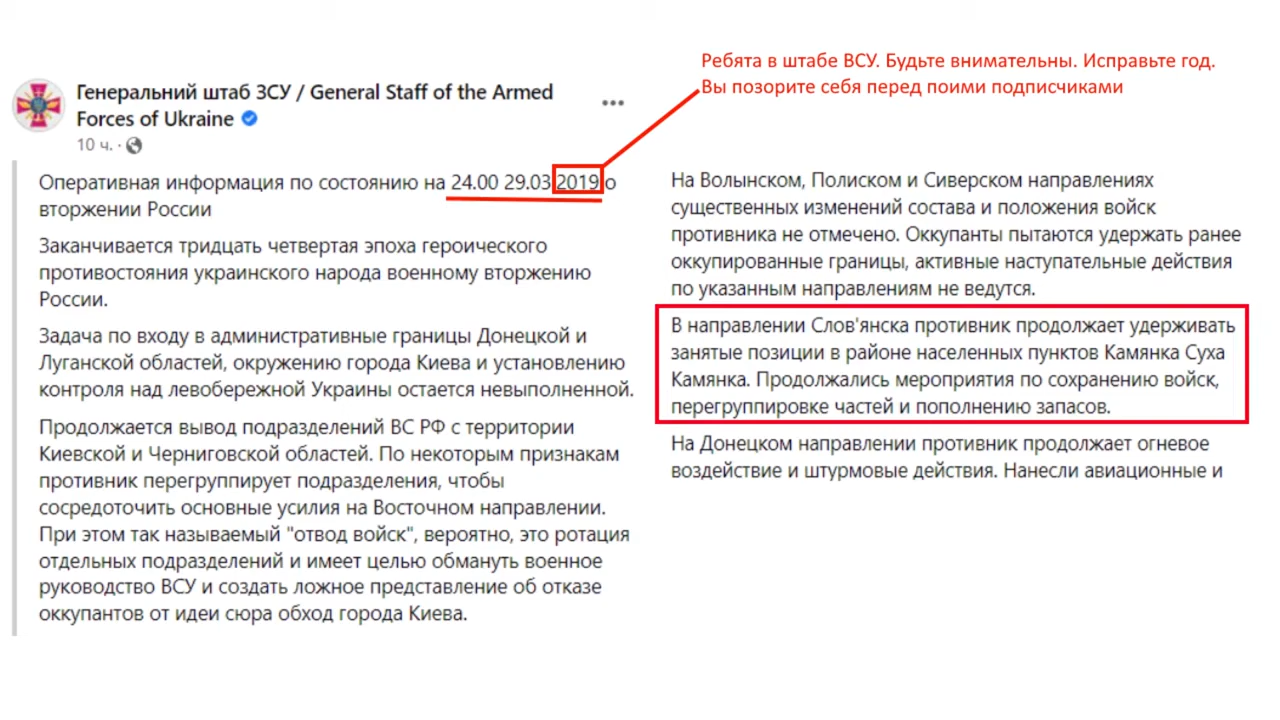 Ребята в штабе ВСУ. Будьте внимательны. Исправьте год.
Вы позорите себя перед поими подписчиками
Генеральний штаб ЗСУ / General Staff of the Armed
Forces of Ukraine
10 ч. ·
Оперативная информация по состоянию на 24.00 29.03 2019 о
вторжении России
Заканчивается тридцать четвертая эпоха героического
противостояния украинского народа военному вторжению
России.
Задача по входу в административные границы Донецкой и
Луганской областей, окружению города Киева и установлению
контроля над левобережной Украины остается невыполненной.
Продолжается вывод подразделений ВС РФ с территории
Киевской и Черниговской областей. По некоторым признакам
противник перегруппирует подразделения, чтобы
сосредоточить основные усилия на Восточном направлении.
При этом так называемый "отвод войск", вероятно, это ротация
отдельных подразделений и имеет целью обмануть военное
руководство ВСУ и создать ложное представление об отказе
оккупантов от идеи сюра обход города Киева.
На Волынском, Полиском и Сиверском направлениях
существенных изменений состава и положения войск
противника не отмечено. Оккупанты пытаются удержать ранее
оккупированные границы, активные наступательные действия
по указанным направлениям не ведутся.
В направлении Слов'янска противник продолжает удерживать
занятые позиции в районе населенных пунктов Камянка Суха
Камянка. Продолжались мероприятия по сохранению войск,
перегруппировке частей и пополнению запасов.
На Донецком направлении противник продолжает огневое
воздействие и штурмовые действия. Нанесли авиационные и